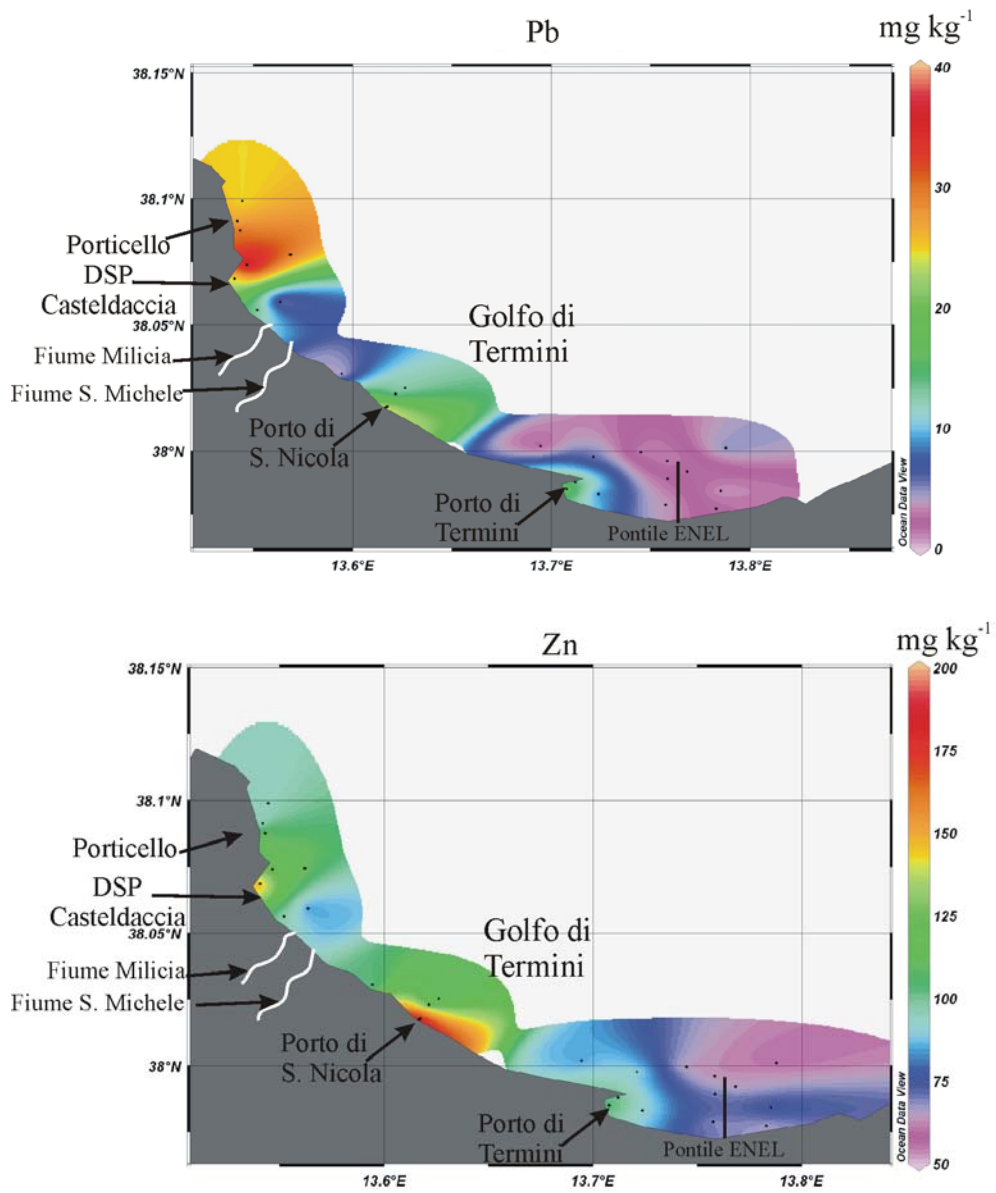 Pb
mg kg⁻¹
38.15°N
38.1°N
38.05°N
38°N
Porticello
DSP
Casteldaccia
Fiume Milicia
Fiume S. Michele
Porto di
S. Nicola
Golfo di
Termini
Porto di
Termini
Pontile ENEL
13.6°E
13.7°E
13.8°E
Ocean Data View
40
30
20
10
0
Zn
mg kg⁻¹
38.15°N
38.1°N
38.05°N
38°N
Porticello
DSP
Casteldaccia
Fiume Milicia
Fiume S. Michele
Porto di
S. Nicola
Golfo di
Termini
Porto di
Termini
Pontile ENEL
13.6°E
13.7°E
13.8°E
Ocean Data View
200
175
150
125
100
75
50